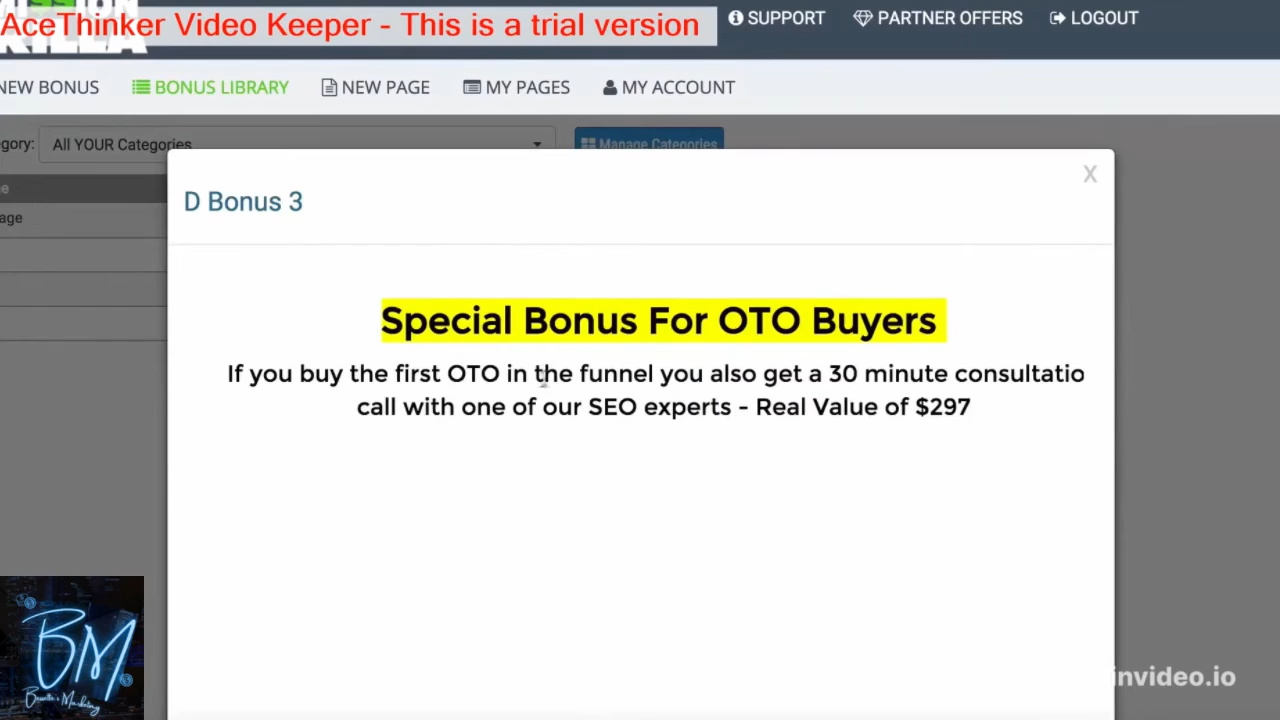 AceThinker Video Keeper - This is a trial version
SUPPORT
PARTNER OFFERS
LOGOUT
NEW BONUS
BONUS LIBRARY
NEW PAGE
MY PAGES
MY ACCOUNT
gory:
All YOUR Categories
Manage Categories
e
age
X
D Bonus 3
Special Bonus For OTO Buyers
If you buy the first OTO in the funnel you also get a 30 minute consultatio
call with one of our SEO experts - Real Value of $297
BM
invideo.io